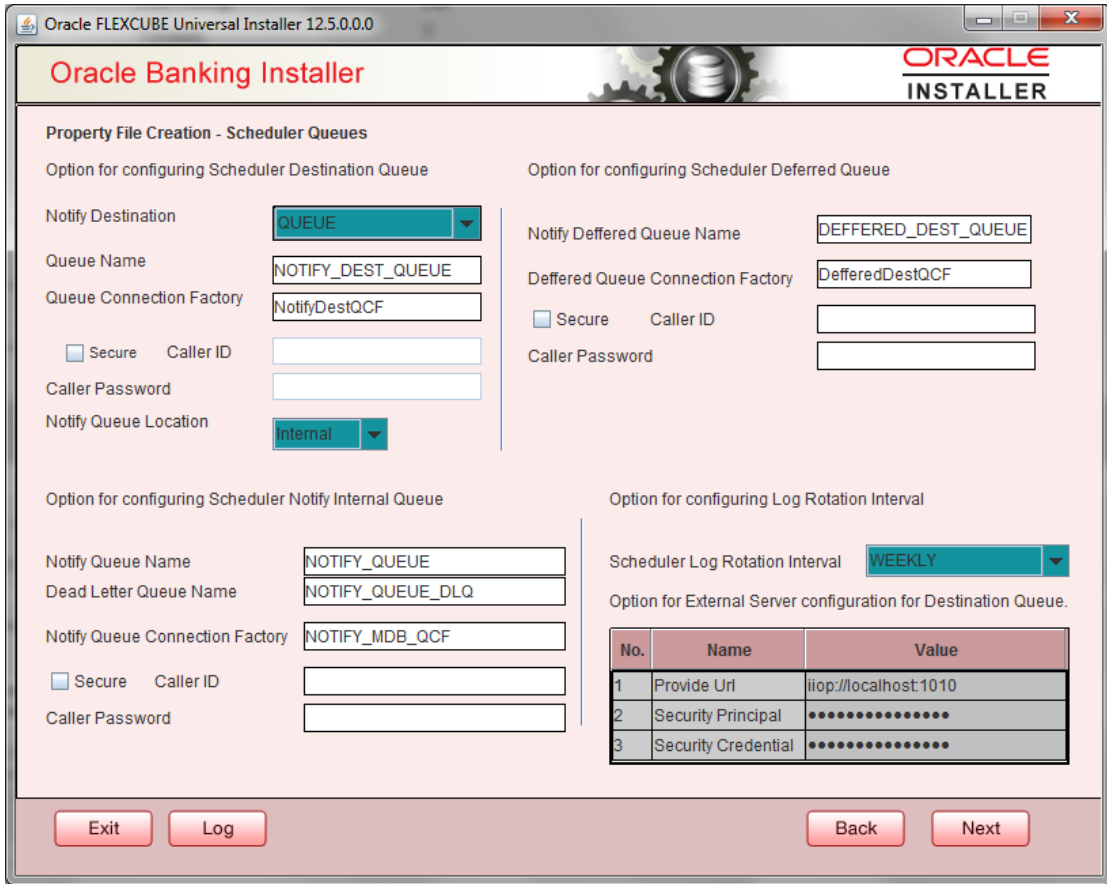 Oracle FLEXCUBE Universal Installer 12.5.0.0.0
Oracle Banking Installer
ORACLE
INSTALLER
Property File Creation - Scheduler Queues
Option for configuring Scheduler Destination Queue
Notify Destination
QUEUE
Queue Name
NOTIFY_DEST_QUEUE
Queue Connection Factory
NotifyDestQCF
Secure Caller ID
Caller Password
Notify Queue Location
Internal
Option for configuring Scheduler Deferred Queue
Notify Deffered Queue Name
DEFFERED_DEST_QUEUE
Deffered Queue Connection Factory
DefferedDestQCF
Secure Caller ID
Caller Password
Option for configuring Scheduler Notify Internal Queue
Notify Queue Name
NOTIFY_QUEUE
Dead Letter Queue Name
NOTIFY_QUEUE_DLQ
Notify Queue Connection Factory
NOTIFY_MDB_QCF
Secure Caller ID
Caller Password
Option for configuring Log Rotation Interval
Scheduler Log Rotation Interval
WEEKLY
Option for External Server configuration for Destination Queue.
No. Name Value
1 Provide Url iiop://localhost:1010
2 Security Principal •••••••••••••••
3 Security Credential •••••••••••••••
Exit Log Back Next